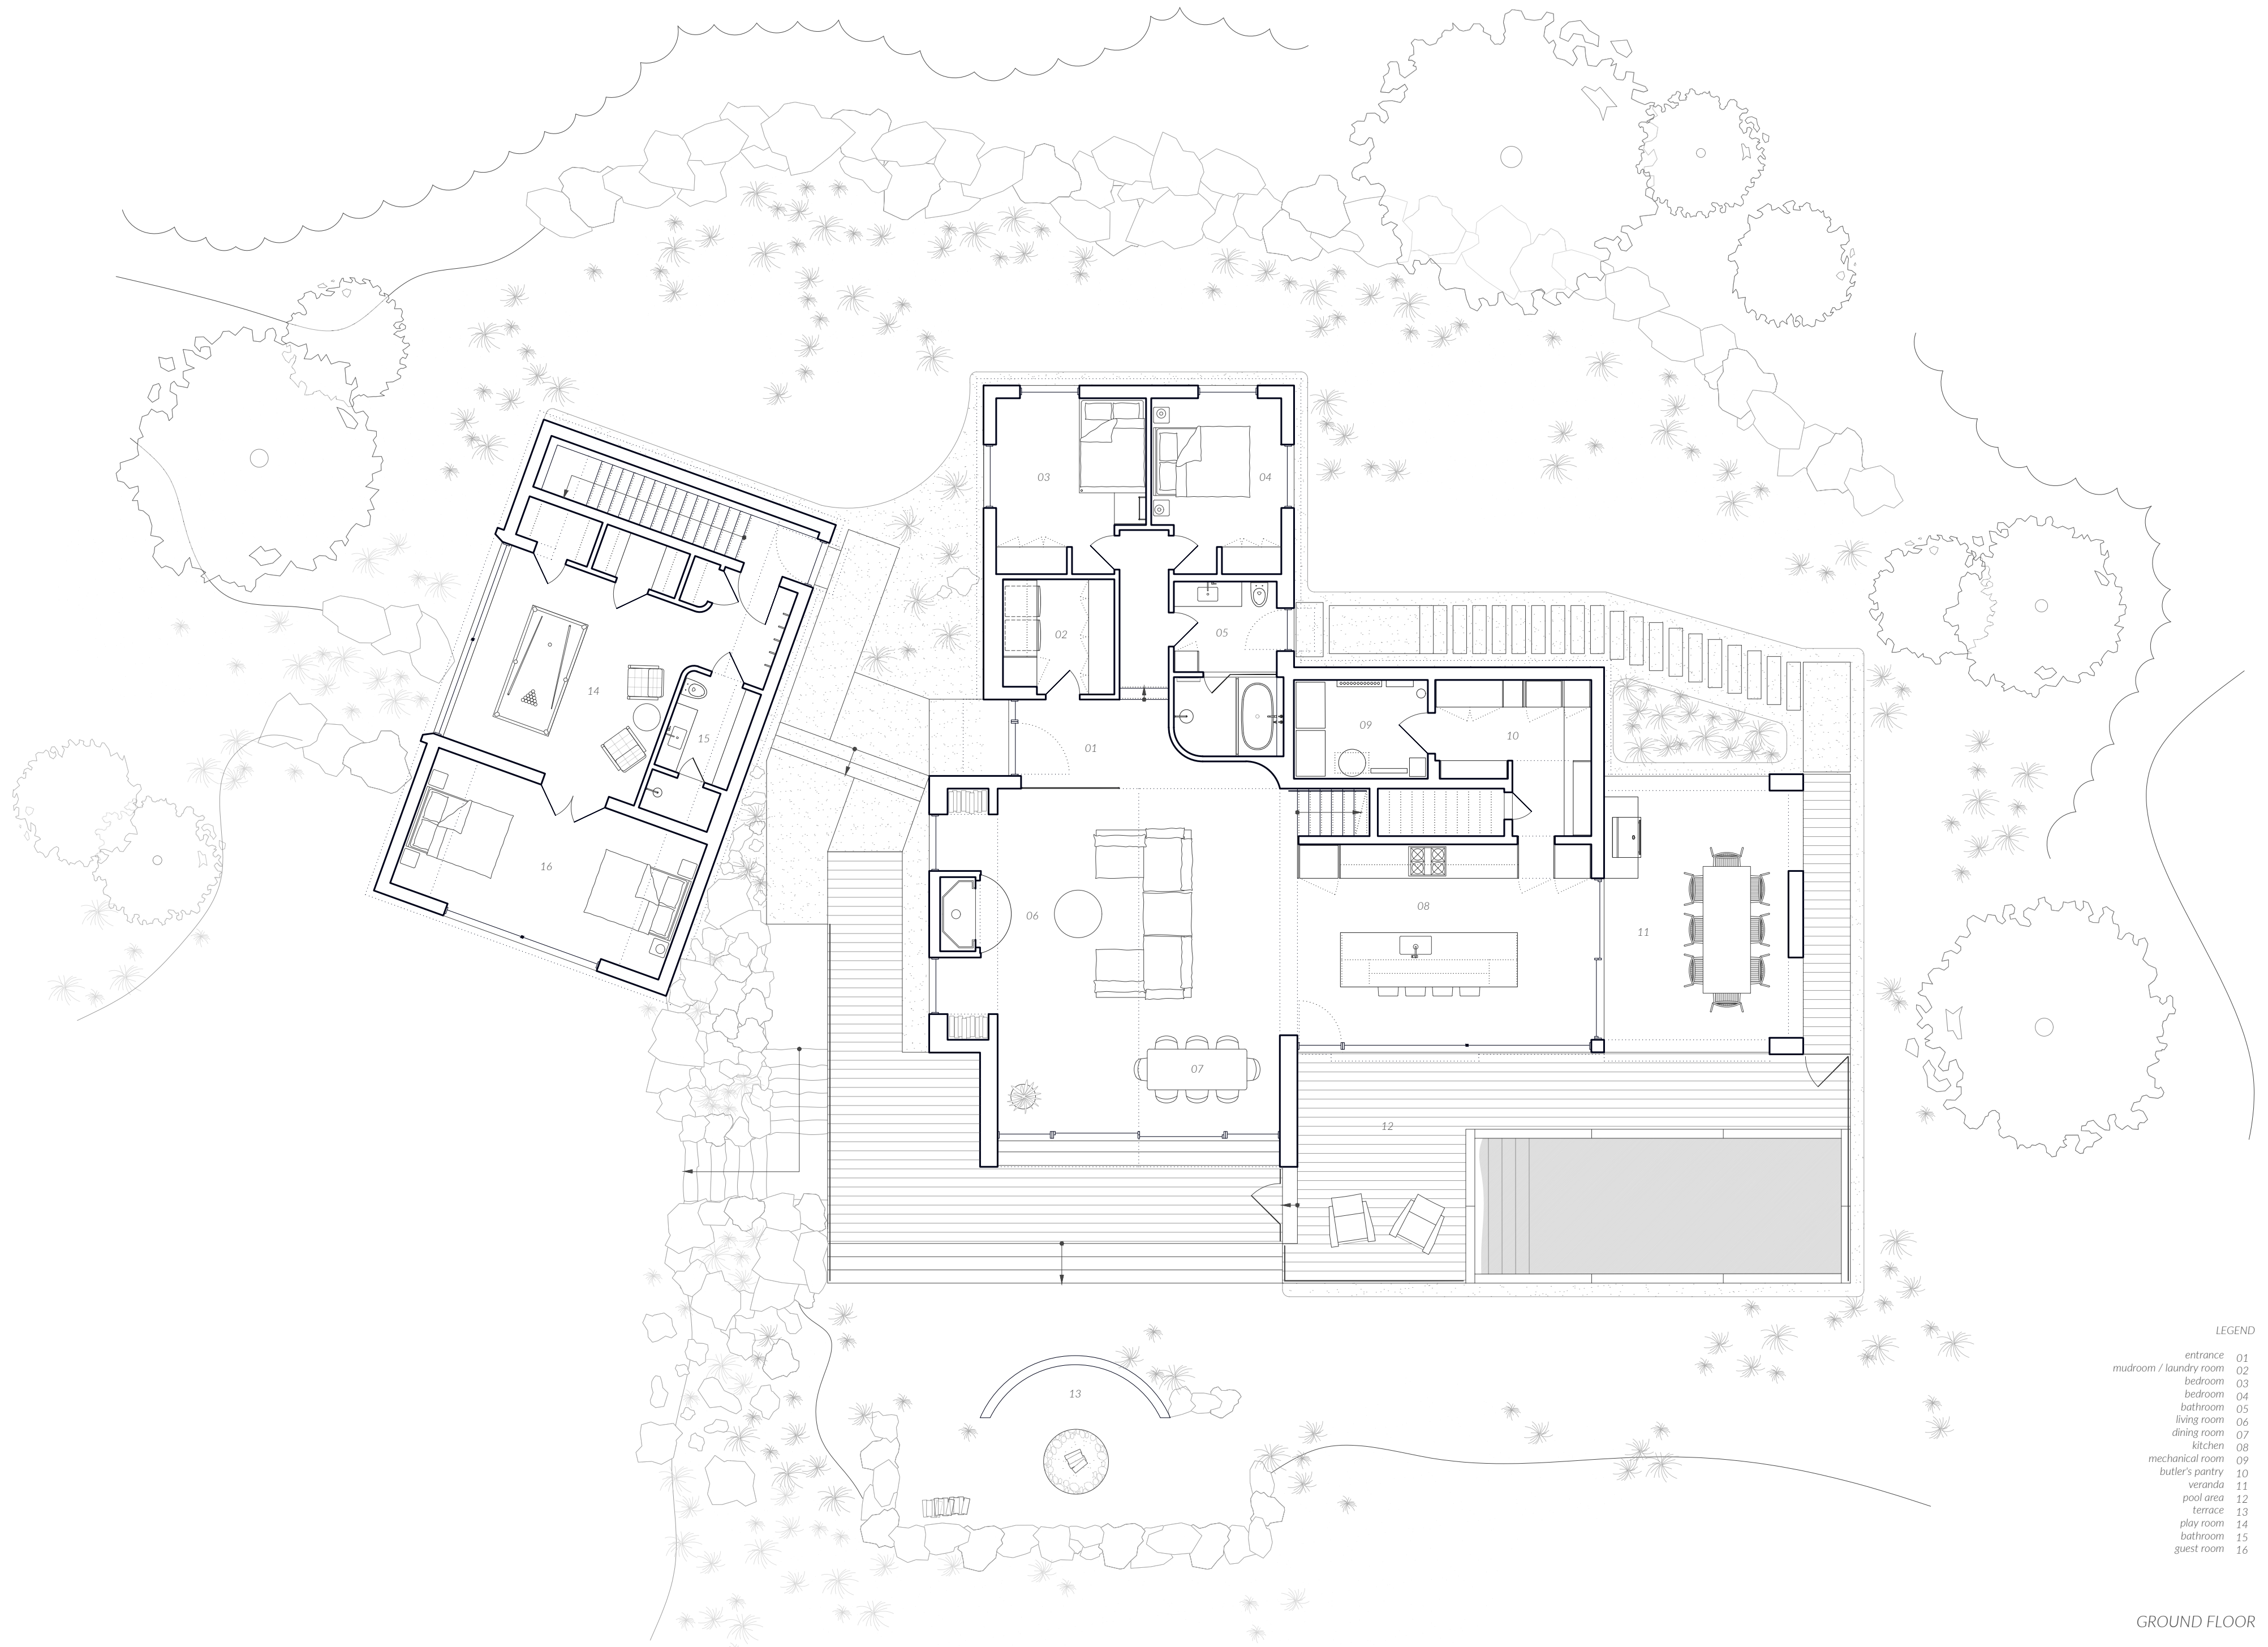 03
04
02
05
14
15
09
10
01
16
06
08
11
07
12
13
LEGEND
entrance 01
mudroom / laundry room 02
bedroom 03
bedroom 04
bathroom 05
living room 06
dining room 07
kitchen 08
mechanical room 09
butler's pantry 10
veranda 11
pool area 12
terrace 13
play room 14
bathroom 15
guest room 16
GROUND FLOOR